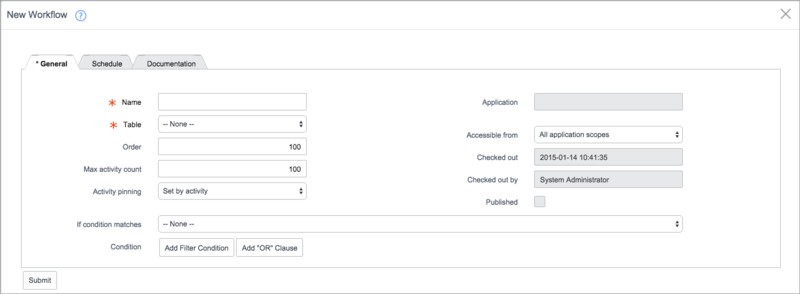 New Workflow ?
* General Schedule Documentation
Name
Application
Table -- None --
Accessible from All application scopes
Order 100
Checked out 2015-01-14 10:41:35
Max activity count 100
Checked out by System Administrator
Activity pinning Set by activity
Published
If condition matches -- None --
Condition Add Filter Condition Add "OR" Clause
Submit